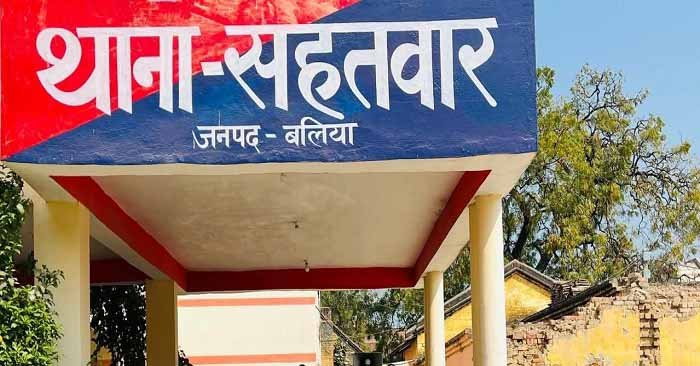 थाना-सहतवार
जनपद - बलिया